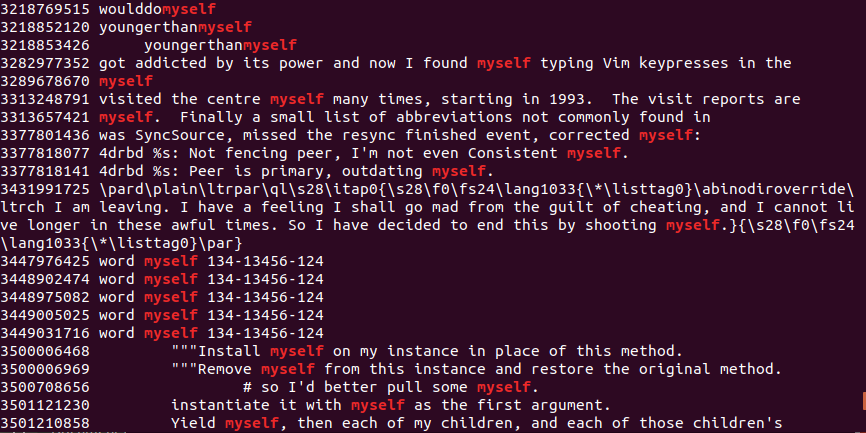 3218769515 woulddomyself
3218852120 youngerthanmyself
3218853426      youngerthanmyself
3282977352 got addicted by its power and now I found myself typing Vim keypresses in the
3289678670 myself
3313248791 visited the centre myself many times, starting in 1993.  The visit reports are
3313657421 myself.  Finally a small list of abbreviations not commonly found in
3377801436 was SyncSource, missed the resync finished event, corrected myself:
3377818077 4drbd %s: Not fencing peer, I'm not even Consistent myself.
3377818141 4drbd %s: Peer is primary, outdating myself.
3431991725 \pard\plain\ltrpar\ql\s28\itap0{\s28\f0\fs24\lang1033{\*\listtag0}\abinodiroverride\
ltrch I am leaving. I have a feeling I shall go mad from the guilt of cheating, and I cannot li
ve longer in these awful times. So I have decided to end this by shooting myself.}{\s28\f0\fs24
\lang1033{\*\listtag0}\par}
3447976425 word myself 134-13456-124
3448902474 word myself 134-13456-124
3448975082 word myself 134-13456-124
3449005025 word myself 134-13456-124
3449031716 word myself 134-13456-124
3500006468         """Install myself on my instance in place of this method.
3500006969         """Remove myself from this instance and restore the original method.
3500708656                 # so I'd better pull some myself.
3501121230         instantiate it with myself as the first argument.
3501210858         Yield myself, then each of my children, and each of those children's